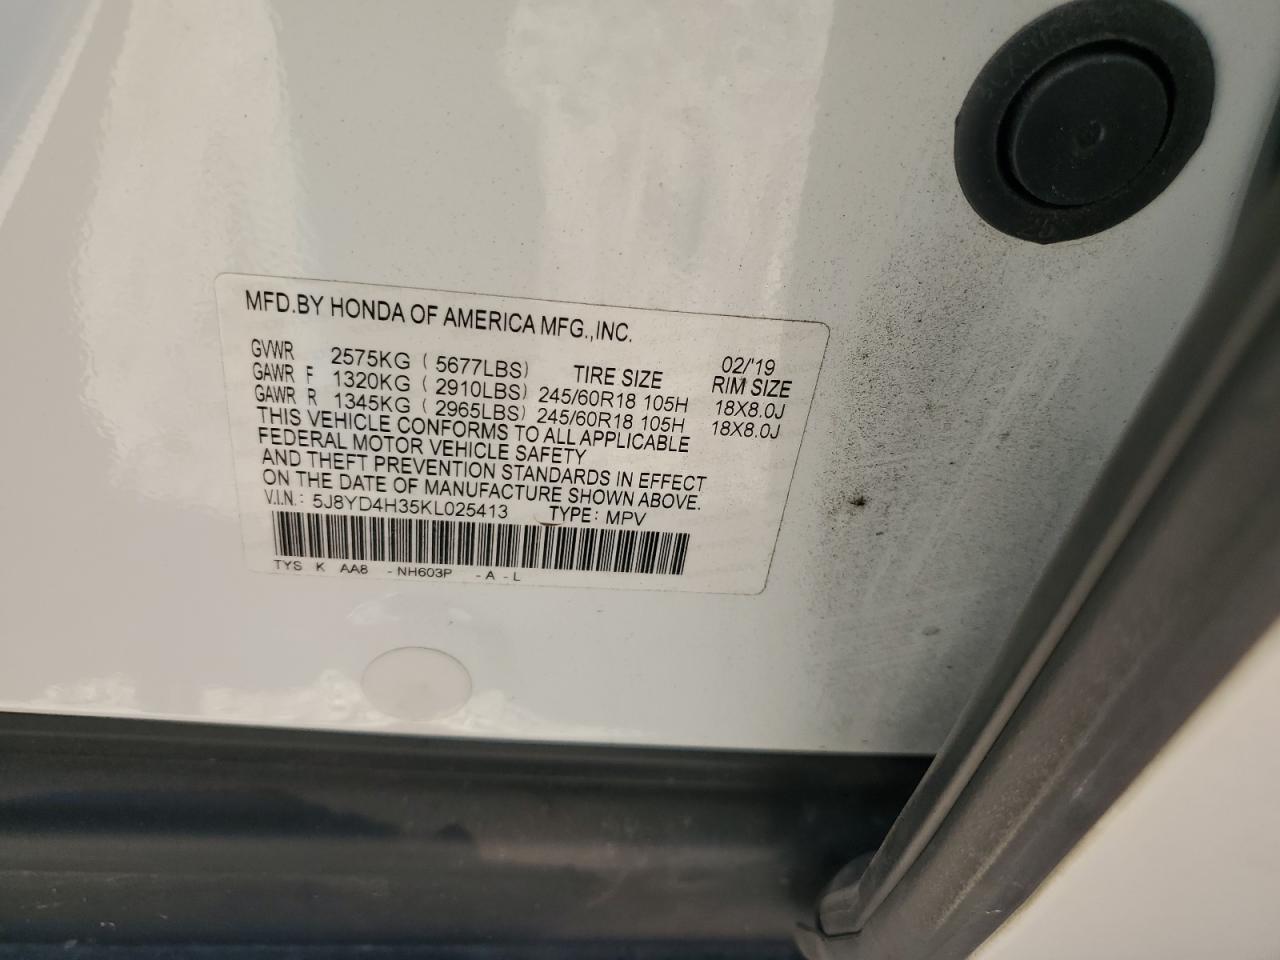 MFD.BY HONDA OF AMERICA MFG.,INC.
02/'19
GVWR 2575KG ( 5677LBS) TIRE SIZE RIM SIZE
GAWR F 1320KG ( 2910LBS) 245/60R18 105H 18X8.0J
GAWR R 1345KG ( 2965LBS) 245/60R18 105H 18X8.0J
THIS VEHICLE CONFORMS TO ALL APPLICABLE
FEDERAL MOTOR VEHICLE SAFETY
AND THEFT PREVENTION STANDARDS IN EFFECT
ON THE DATE OF MANUFACTURE SHOWN ABOVE.
V.I.N.: 5J8YD4H35KL025413 TYPE: MPV
TYS K AA8 -NH603P -A -L